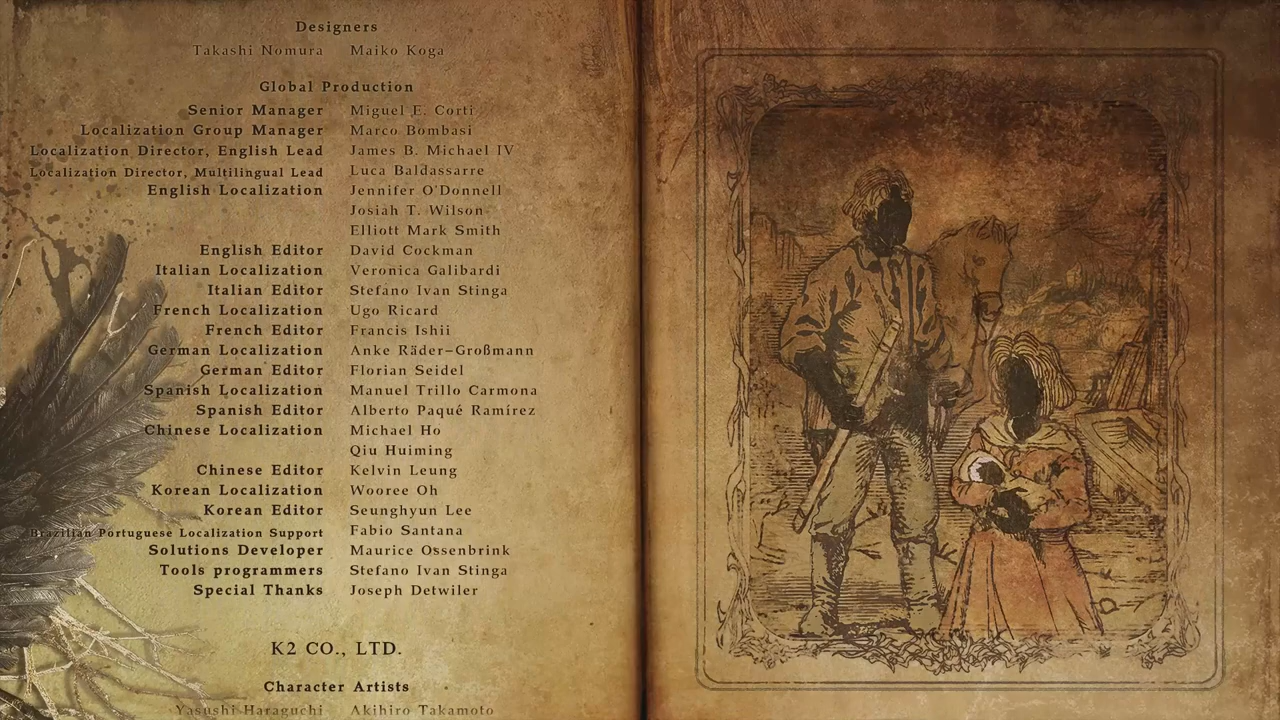 Designers
Takashi Nomura Maiko Koga
Global Production
Senior Manager Miguel E. Corti
Localization Group Manager Marco Bombasi
Localization Director, English Lead James B. Michael IV
Localization Director, Multilingual Lead Luca Baldassarre
English Localization Jennifer O'Donnell
Josiah T. Wilson
Elliott Mark Smith
English Editor David Cockman
Italian Localization Veronica Galibardi
Italian Editor Stefano Ivan Stinga
French Localization Ugo Ricard
French Editor Francis Ishii
German Localization Anke Räder–Großmann
German Editor Florian Seidel
Spanish Localization Manuel Trillo Carmona
Spanish Editor Alberto Paqué Ramírez
Chinese Localization Michael Ho
Qiu Huiming
Chinese Editor Kelvin Leung
Korean Localization Wooree Oh
Korean Editor Seunghyun Lee
Brazilian Portuguese Localization Support Fabio Santana
Solutions Developer Maurice Ossenbrink
Tools programmers Stefano Ivan Stinga
Special Thanks Joseph Detwiler
K2 CO., LTD.
Character Artists
Yasushi Haraguchi Akihiro Takamoto